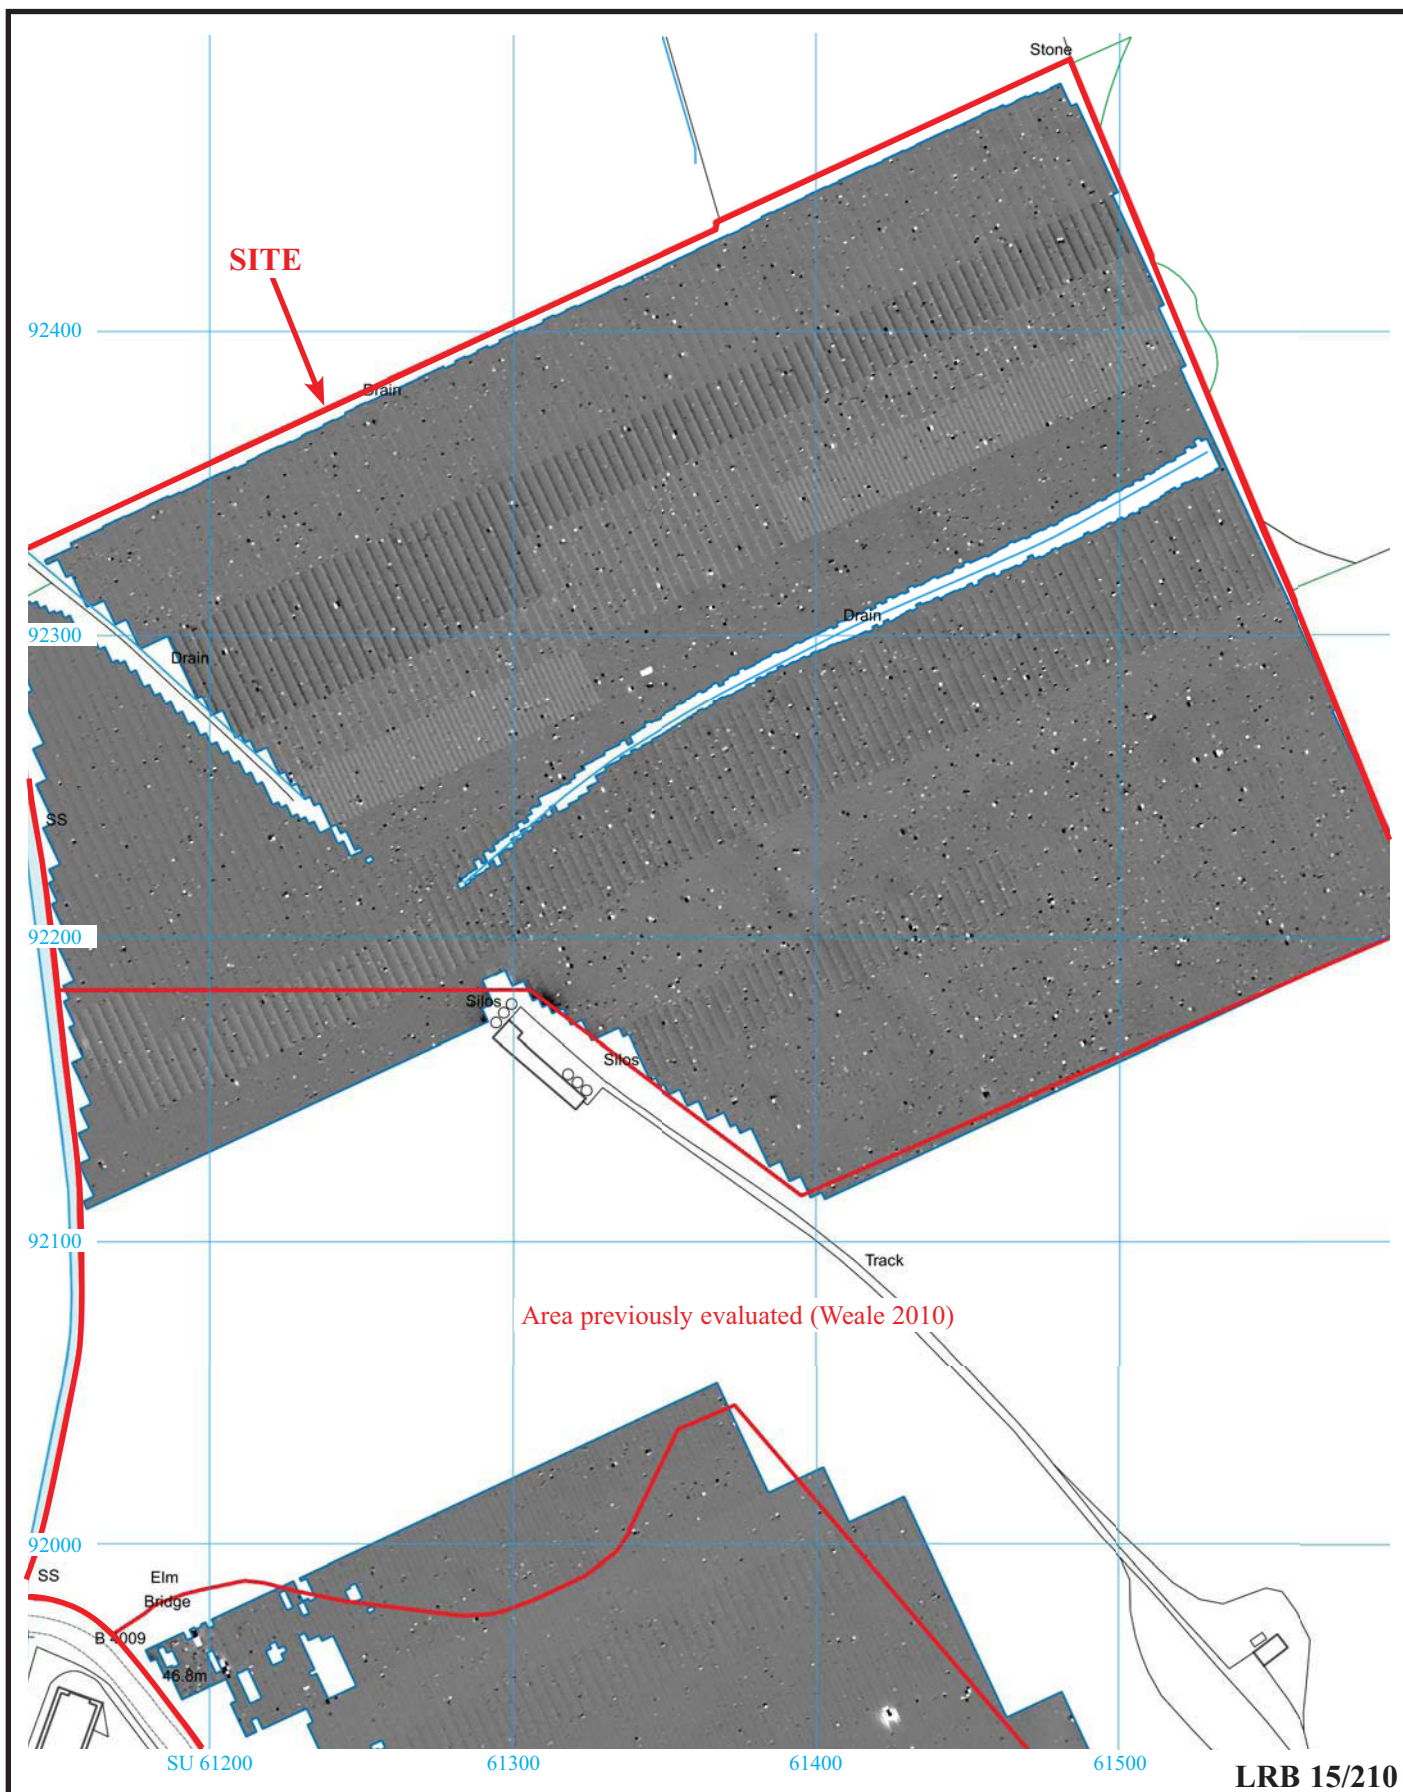 Stone
SITE
92400
Drain
92300
Drain
Drain
SS
92200
Silos
Silos
92100
Track
Area previously evaluated (Weale 2010)
92000
SS
Elm
Bridge
B 4009
46.8m
SU 61200
61300
61400
61500
LRB 15/210